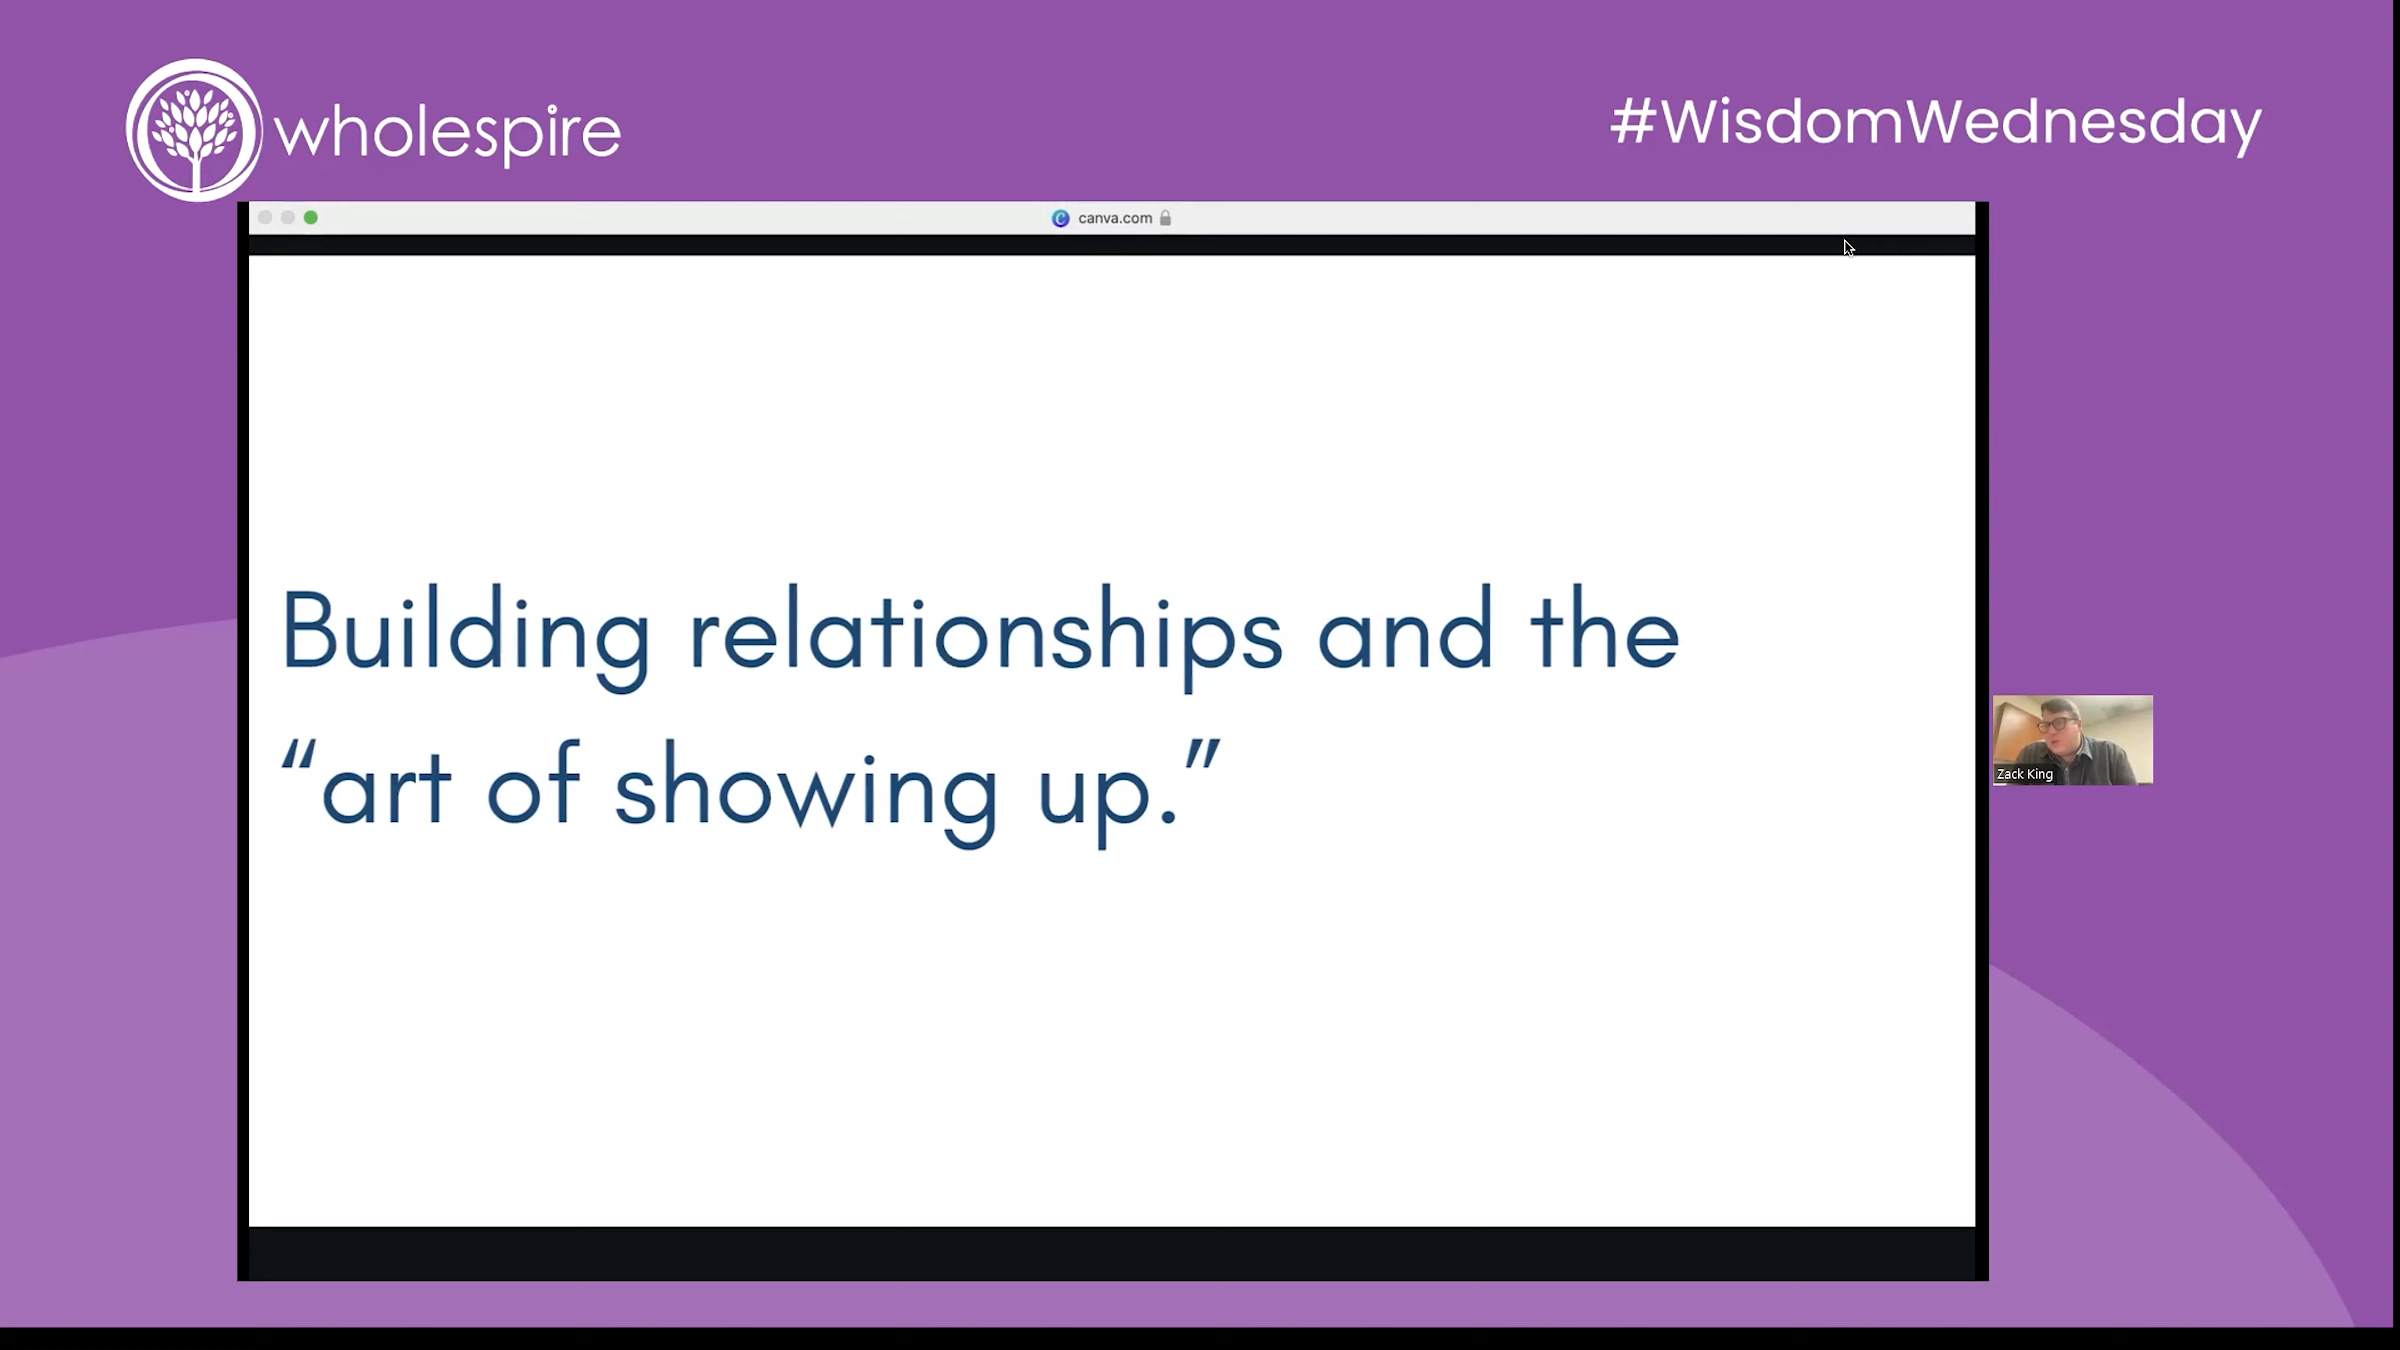 wholespire
#WisdomWednesday
canva.com
Building relationships and the
“art of showing up.”
Zack King